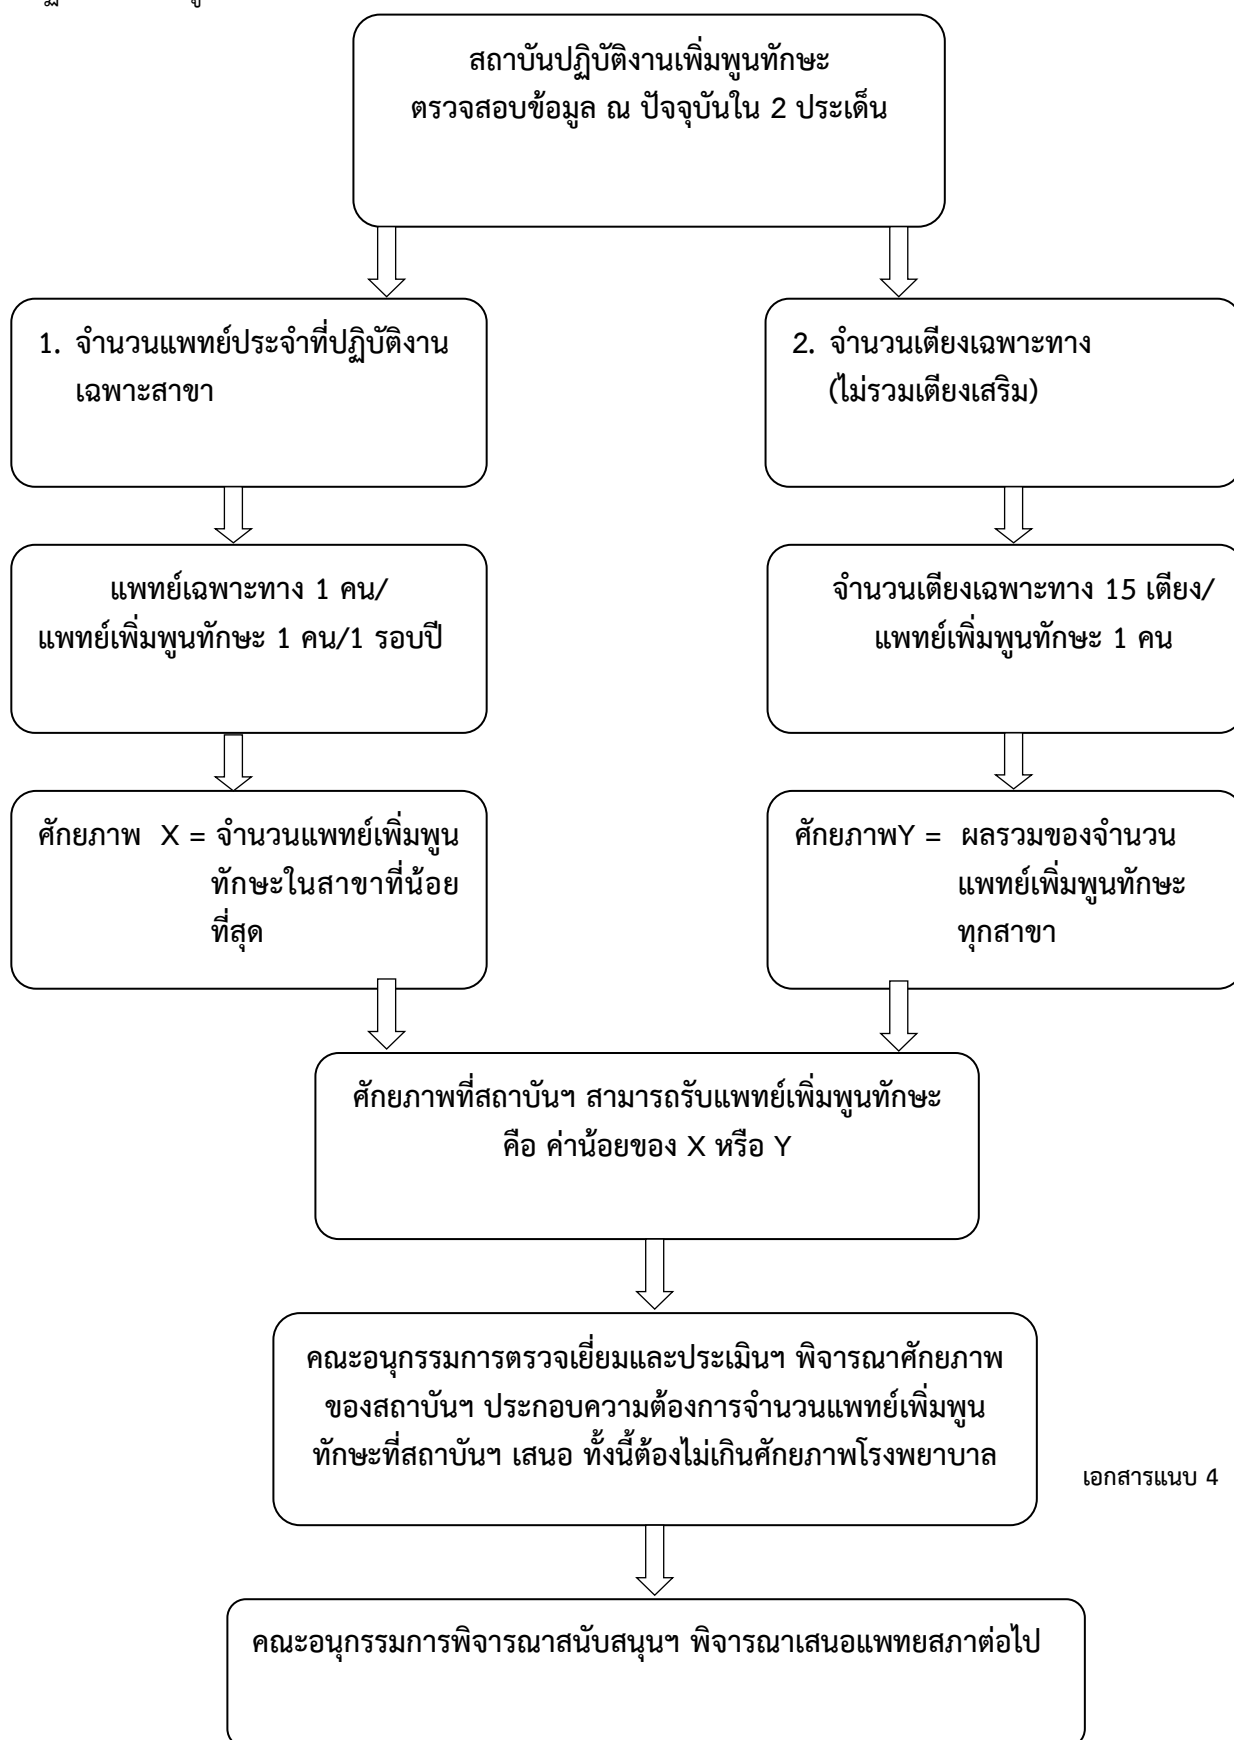 สถาบันปฏิบัติงานเพิ่มพูนทักษะ
ตรวจสอบข้อมูล ณ ปัจจุบันใน 2 ประเด็น
1. จำนวนแพทย์ประจำที่ปฏิบัติงาน
เฉพาะสาขา
2. จำนวนเตียงเฉพาะทาง
(ไม่รวมเตียงเสริม)
แพทย์เฉพาะทาง 1 คน/
แพทย์เพิ่มพูนทักษะ 1 คน/1 รอบปี
จำนวนเตียงเฉพาะทาง 15 เตียง/
แพทย์เพิ่มพูนทักษะ 1 คน
ศักยภาพ X = จำนวนแพทย์เพิ่มพูน
ทักษะในสาขาที่น้อย
ที่สุด
ศักยภาพY = ผลรวมของจำนวน
แพทย์เพิ่มพูนทักษะ
ทุกสาขา
ศักยภาพที่สถาบันฯ สามารถรับแพทย์เพิ่มพูนทักษะ
คือ ค่าน้อยของ X หรือ Y
คณะอนุกรรมการตรวจเยี่ยมและประเมินฯ พิจารณาศักยภาพ
ของสถาบันฯ ประกอบความต้องการจำนวนแพทย์เพิ่มพูน
ทักษะที่สถาบันฯ เสนอ ทั้งนี้ต้องไม่เกินศักยภาพโรงพยาบาล
เอกสารแนบ 4
คณะอนุกรรมการพิจารณาสนับสนุนฯ พิจารณาเสนอแพทยสภาต่อไป